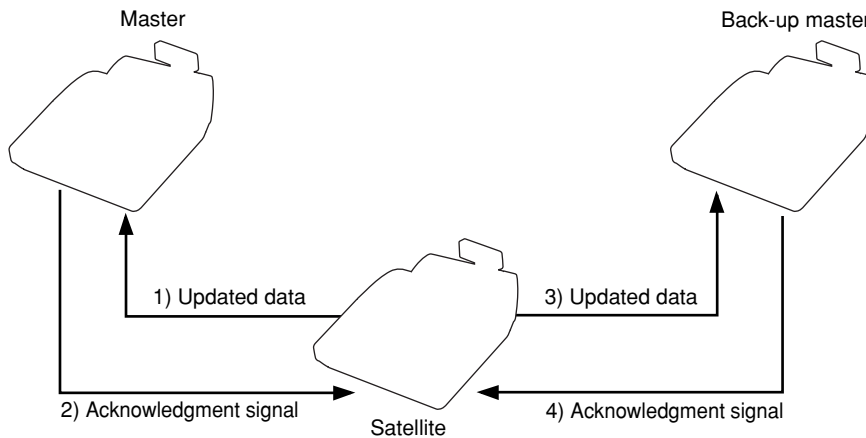 Master
Back-up master
1) Updated data
3) Updated data
2) Acknowledgment signal
4) Acknowledgment signal
Satellite